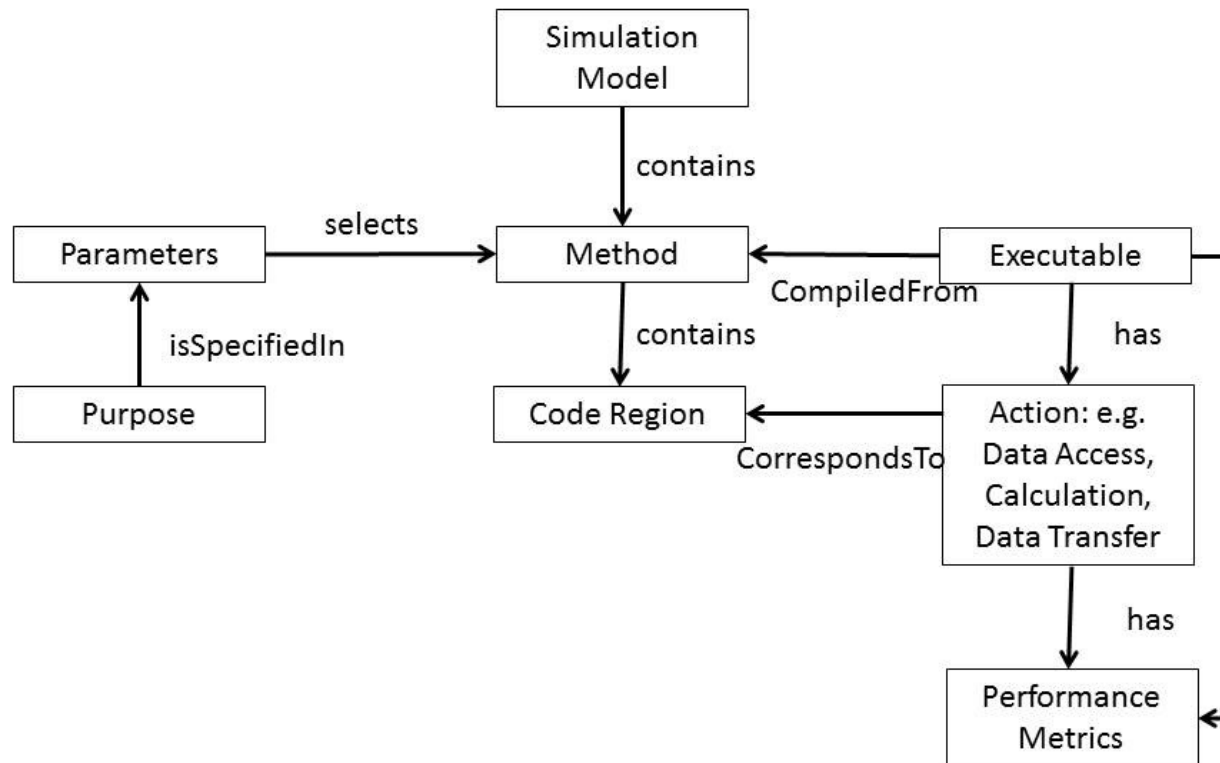 Simulation
Model
contains
selects
Parameters
Method
Executable
CompiledFrom
isSpecifiedIn
contains
has
Purpose
Code Region
Action: e.g.
Data Access,
Calculation,
Data Transfer
CorrespondsTo
has
Performance
Metrics